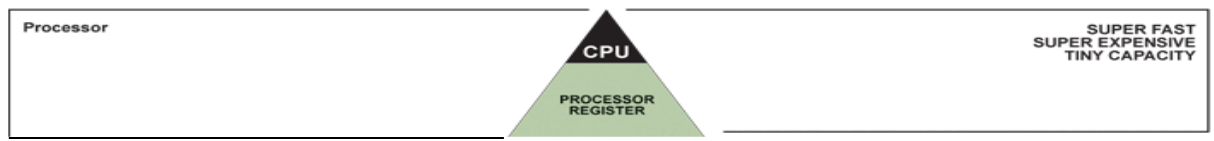 Processor
CPU
PROCESSOR
REGISTER
SUPER FAST
SUPER EXPENSIVE
TINY CAPACITY